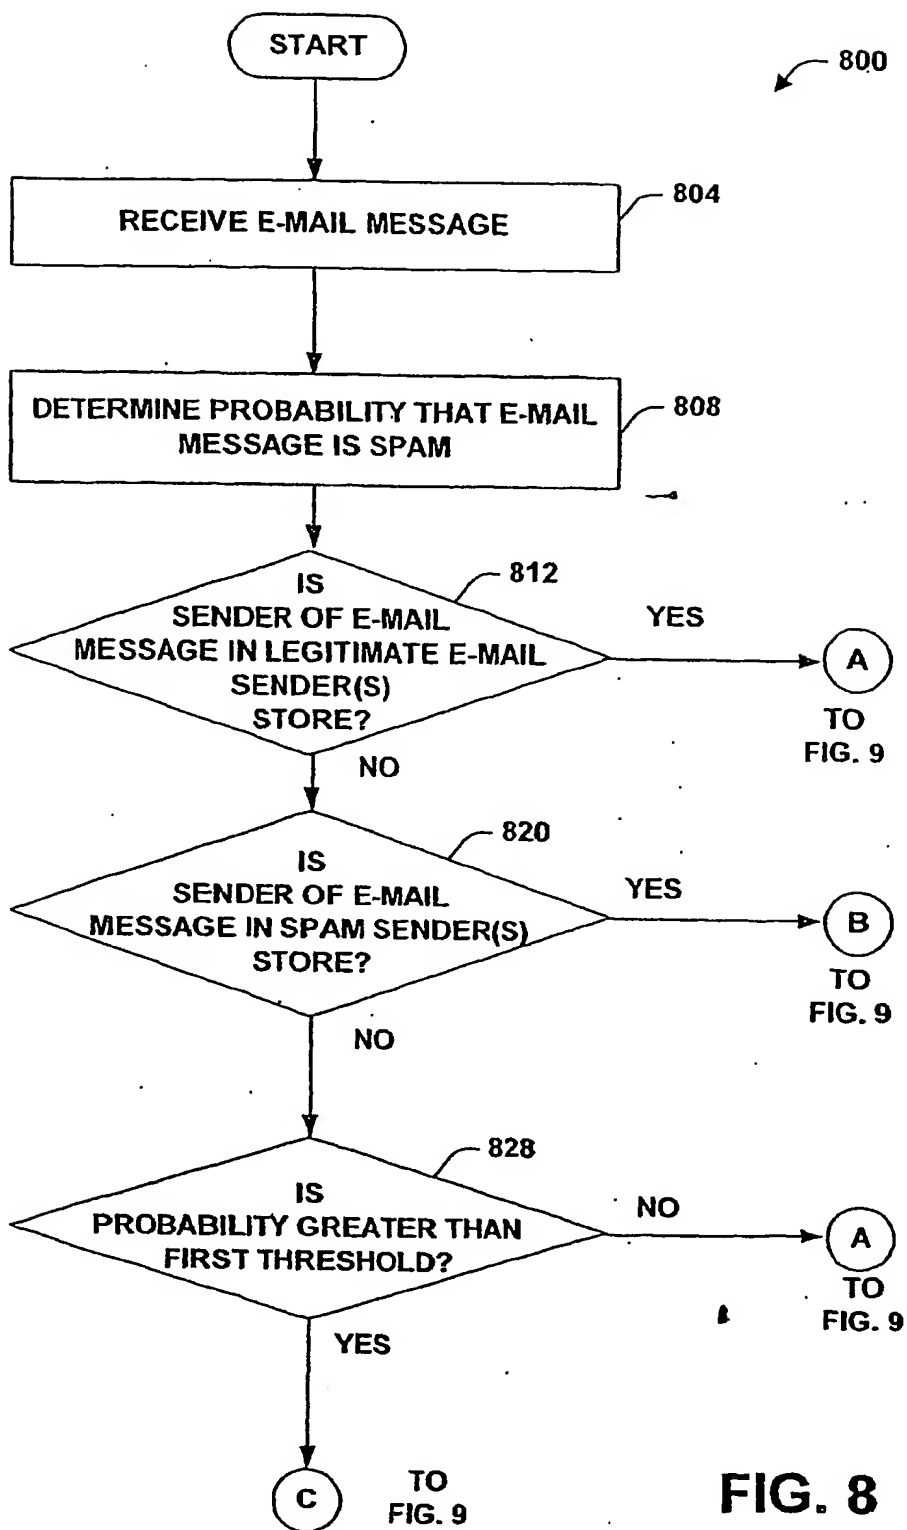 START
800
RECEIVE E-MAIL MESSAGE
804
DETERMINE PROBABILITY THAT E-MAIL
MESSAGE IS SPAM
808
IS
SENDER OF E-MAIL
MESSAGE IN LEGITIMATE E-MAIL
SENDER(S)
STORE?
812
YES
A
TO
FIG. 9
NO
IS
SENDER OF E-MAIL
MESSAGE IN SPAM SENDER(S)
STORE?
820
YES
B
TO
FIG. 9
NO
IS
PROBABILITY GREATER THAN
FIRST THRESHOLD?
828
NO
A
TO
FIG. 9
YES
C
TO
FIG. 9
FIG. 8